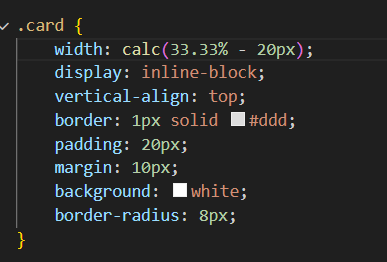 .card {
    width: calc(33.33% - 20px);
    display: inline-block;
    vertical-align: top;
    border: 1px solid #ddd;
    padding: 20px;
    margin: 10px;
    background: white;
    border-radius: 8px;
}